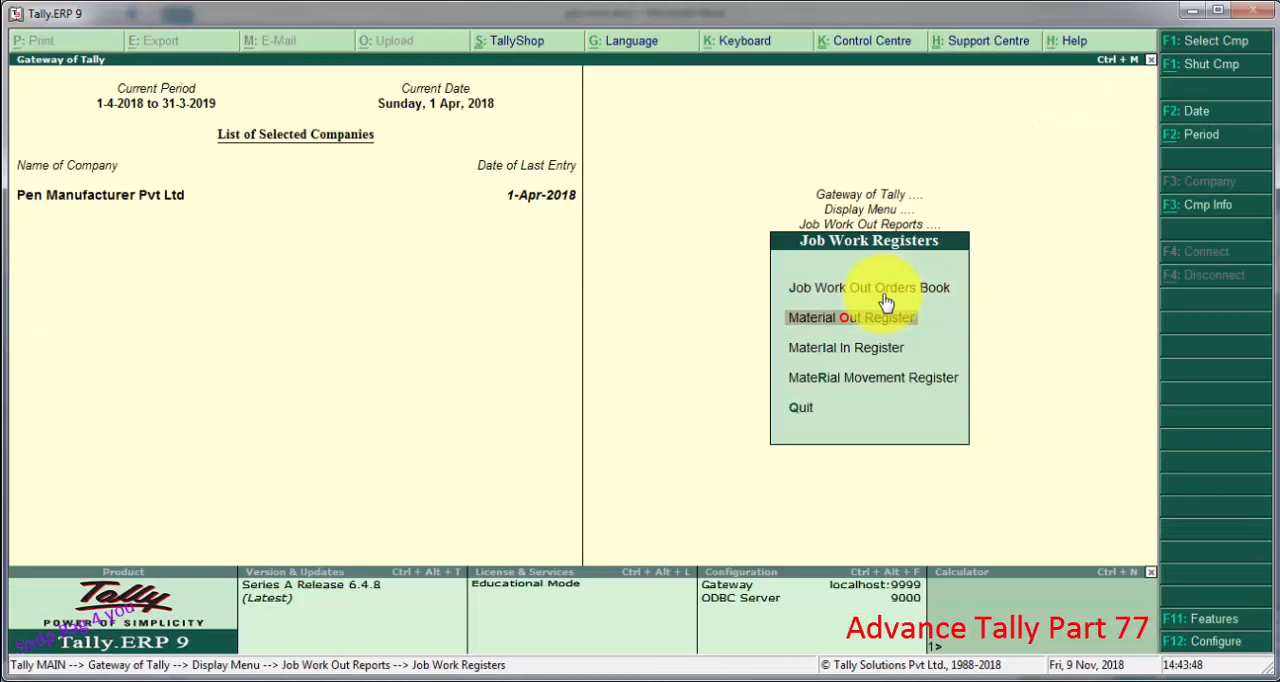 Tally.ERP 9
P: Print E: Export M: E-Mail O: Upload S: TallyShop G: Language K: Keyboard K: Control Centre H: Support Centre H: Help F1: Select Cmp
Gateway of Tally Ctrl + M F1: Shut Cmp
Current Period Current Date
1-4-2018 to 31-3-2019 Sunday, 1 Apr, 2018
F2: Date
List of Selected Companies F2: Period
Name of Company Date of Last Entry
F3: Company
Pen Manufacturer Pvt Ltd 1-Apr-2018
F3: Cmp Info
Gateway of Tally ....
Display Menu ....
Job Work Out Reports ....
Job Work Registers
F4: Connect
F4: Disconnect
Job Work Out Orders Book
Material Out Register
Material In Register
MateRial Movement Register
Quit
Product Version & Updates Ctrl + Alt + T License & Services Ctrl + Alt + L Configuration Ctrl + Alt + F Calculator Ctrl + N
Series A Release 6.4.8 Educational Mode Gateway localhost:9999
(Latest) ODBC Server 9000
Tally
POWER OF SIMPLICITY
Tally.ERP 9
F11: Features
Advance Tally Part 77
F12: Configure
1>
Tally MAIN --> Gateway of Tally --> Display Menu --> Job Work Out Reports --> Job Work Registers © Tally Solutions Pvt Ltd., 1988-2018 Fri, 9 Nov, 2018 14:43:48